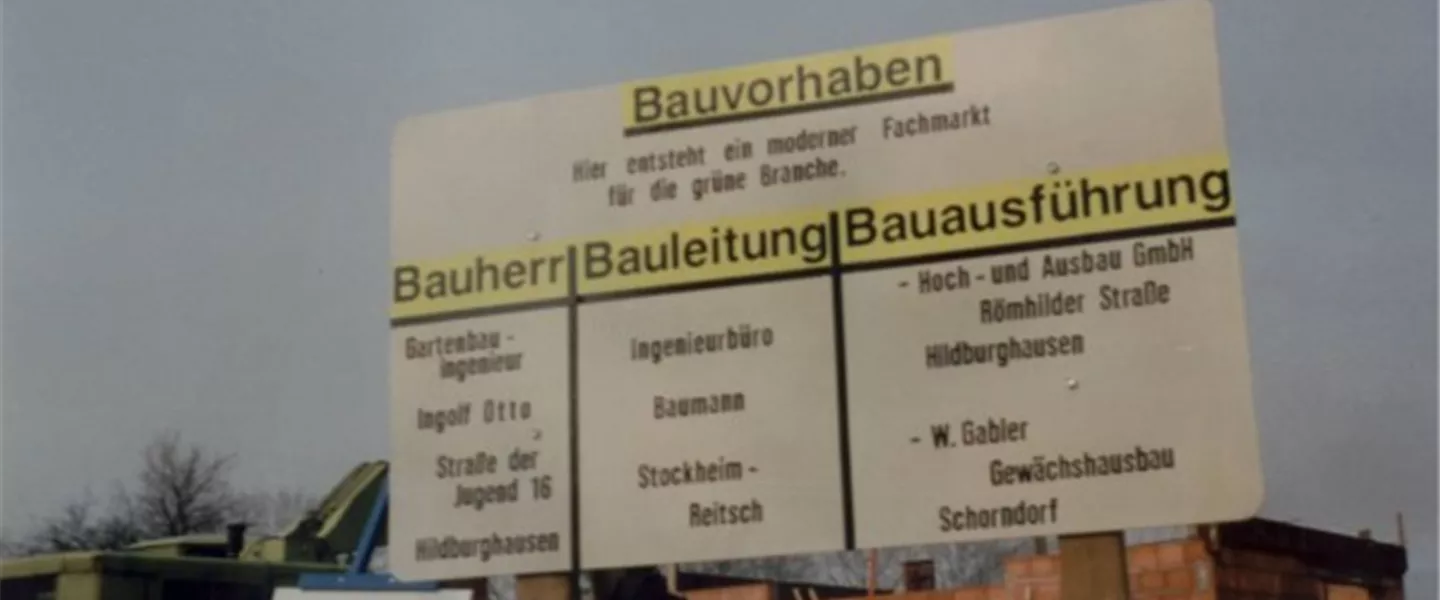 Bauvorhaben
Hier entsteht ein moderner Fachmarkt
für die grüne Branche.
Bauherr
Gartenbau-
ingenieur
Ingolf Otto
Straße der
Jugend 16
Hildburghausen
Bauleitung
Ingenieurbüro
Baumann
Stockheim-
Reitsch
Bauausführung
- Hoch- und Ausbau GmbH
Römhilder Straße
Hildburghausen
- W. Gabler
Gewächshausbau
Schorndorf